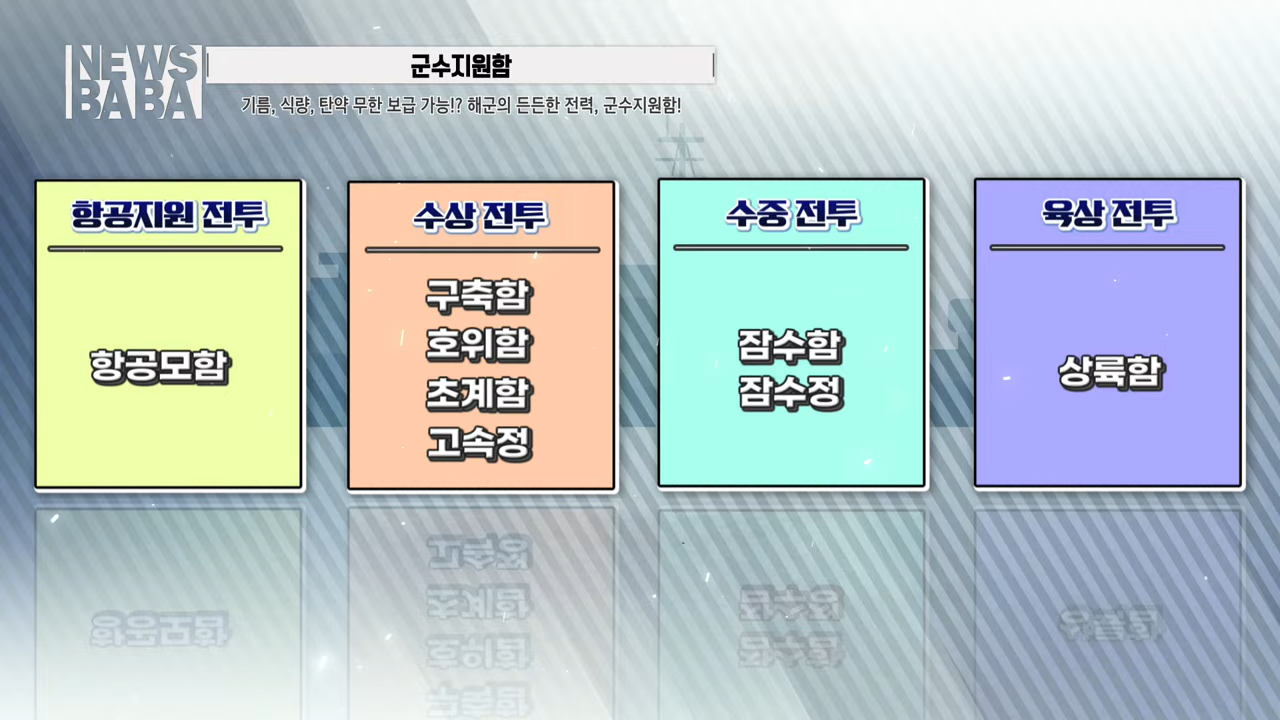 NEWS
BABA
군수지원함
기름, 식량, 탄약 무한 보급 가능!? 해군의 든든한 전력, 군수지원함!
항공지원 전투
항공모함
수상 전투
구축함
호위함
초계함
고속정
수중 전투
잠수함
잠수정
육상 전투
상륙함